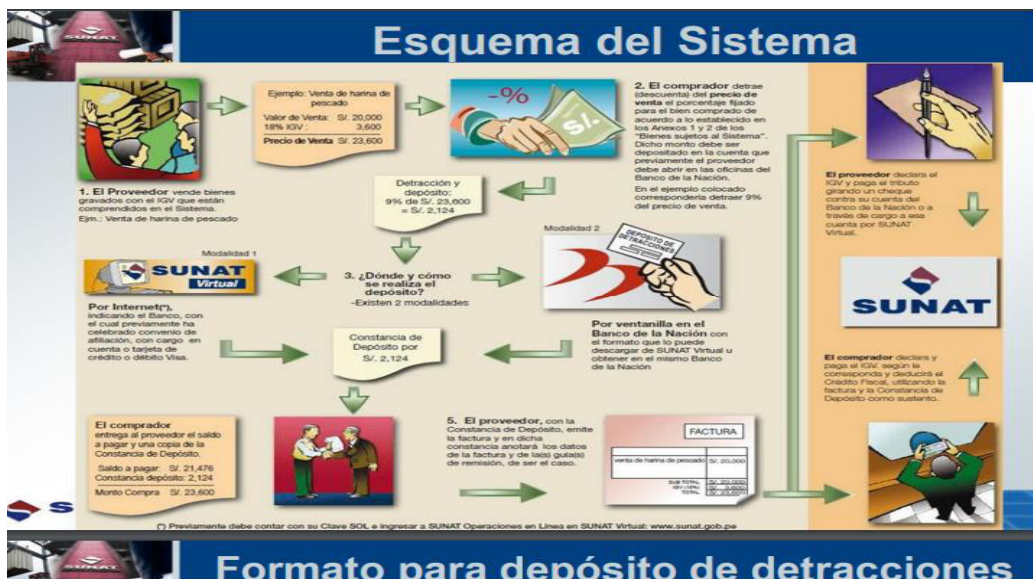 SUNAT
Esquema del Sistema
Ejemplo: Venta de harina de
pescado
Valor de Venta: S/. 20,000
18% IGV : 3,600
Precio de Venta S/. 23,600
-%
S/.
1. El Proveedor vende bienes
gravados con el IGV que están
comprendidos en el Sistema.
Ejm.: Venta de harina de pescado
2. El comprador detrae
(descuenta) del precio de
venta el porcentaje fijado
para el bien comprado de
acuerdo a lo establecido en
los Anexos 1 y 2 de los
"Bienes sujetos al Sistema".
Dicho monto debe ser
depositado en la cuenta que
previamente el proveedor
debe abrir en las oficinas del
Banco de la Nación.
En el ejemplo colocado
correspondería detraer 9%
del precio de venta.
Detracción y
depósito:
9% de S/. 23,600
= S/. 2,124
Modalidad 1
SUNAT
Virtual
3. ¿Dónde y cómo
se realiza el
depósito?
-Existen 2 modalidades
Modalidad 2
DEPÓSITO DE
DETRACCIONES
Por Internet(*),
indicando el Banco, con
el cual previamente ha
celebrado convenio de
afiliación, con cargo en
cuenta o tarjeta de
crédito o débito Visa.
Constancia de
Depósito por
S/. 2,124
Por ventanilla en el
Banco de la Nación con
el formato que lo puede
descargar de SUNAT Virtual u
obtener en el mismo Banco
de la Nación
El comprador
entrega al proveedor el saldo
a pagar y una copia de la
Constancia de Depósito.
Saldo a pagar: S/. 21,476
Constancia depósito: 2,124
Monto Compra S/. 23,600
5. El proveedor, con la
Constancia de Depósito, emite
la factura y en dicha
constancia anotará los datos
de la factura y de la(s) guía(s)
de remisión, de ser el caso.
FACTURA
venta de harina de pescado S/. 20,000
SUB TOTAL S/. 20,000
IGV (18%) S/. 3,600
TOTAL S/. 23,600
El proveedor declara el
IGV y paga el tributo
girando un cheque
contra su cuenta del
Banco de la Nación o a
través de cargo a esa
cuenta por SUNAT
Virtual.
SUNAT
El comprador declara y
paga el IGV, según le
corresponda y deducirá el
Crédito Fiscal, utilizando la
factura y la Constancia de
Depósito como sustento.
S
(*) Previamente debe contar con su Clave SOL e ingresar a SUNAT Operaciones en Línea en SUNAT Virtual: www.sunat.gob.pe
SUNAT
Formato para depósito de detracciones